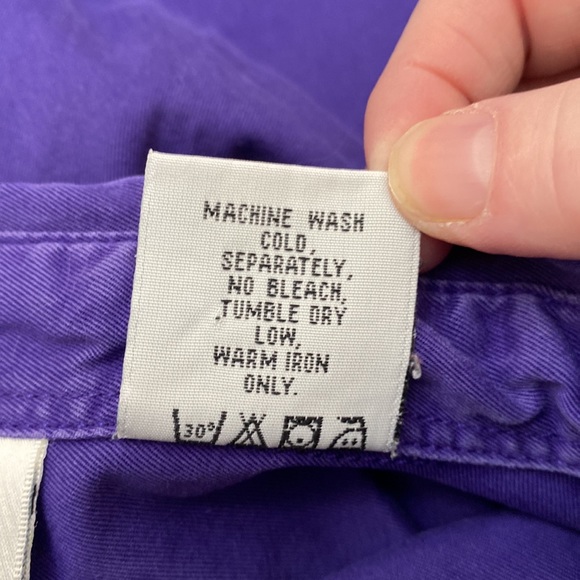 MACHINE WASH
COLD,
SEPARATELY,
NO BLEACH,
TUMBLE DRY
LOW,
WARM IRON
ONLY.
30°